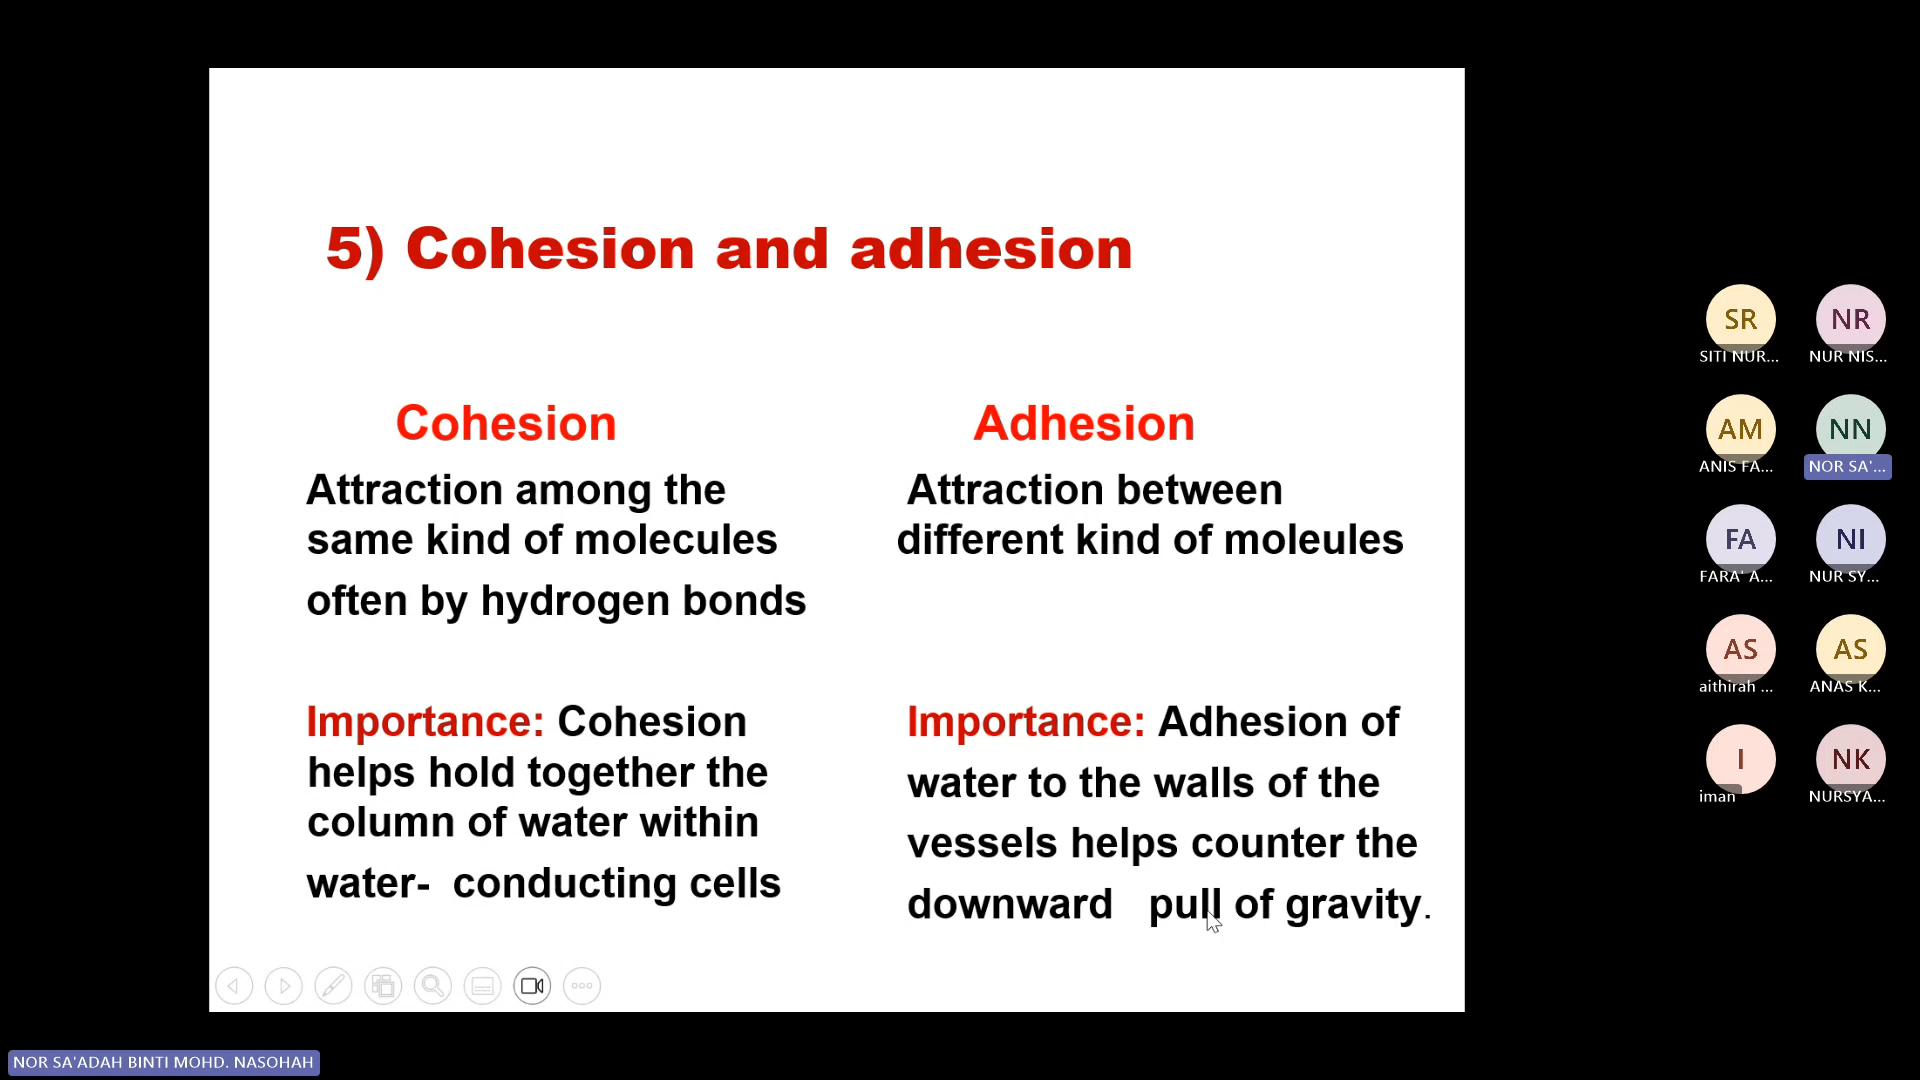 5) Cohesion and adhesion
Cohesion
Attraction among the
same kind of molecules
often by hydrogen bonds
Importance: Cohesion
helps hold together the
column of water within
water- conducting cells
Adhesion
Attraction between
different kind of moleules
Importance: Adhesion of
water to the walls of the
vessels helps counter the
downward pull of gravity.
SR
SITI NUR...
NR
NUR NIS...
AM
ANIS FA...
NN
NOR SA'...
FA
FARA' A...
NI
NUR SY...
AS
aithirah ...
AS
ANAS K...
I
iman
NK
NURSYA...
NOR SA'ADAH BINTI MOHD. NASOHAH